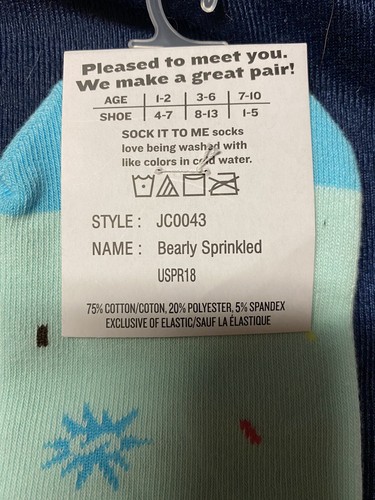 Pleased to meet you.
We make a great pair!
AGE 1-2 3-6 7-10
SHOE 4-7 8-13 1-5
SOCK IT TO ME socks
love being washed with
like colors in cold water.
STYLE : JC0043
NAME : Bearly Sprinkled
USPR18
75% COTTON/COTON, 20% POLYESTER, 5% SPANDEX
EXCLUSIVE OF ELASTIC/SAUF LA ÉLASTIQUE